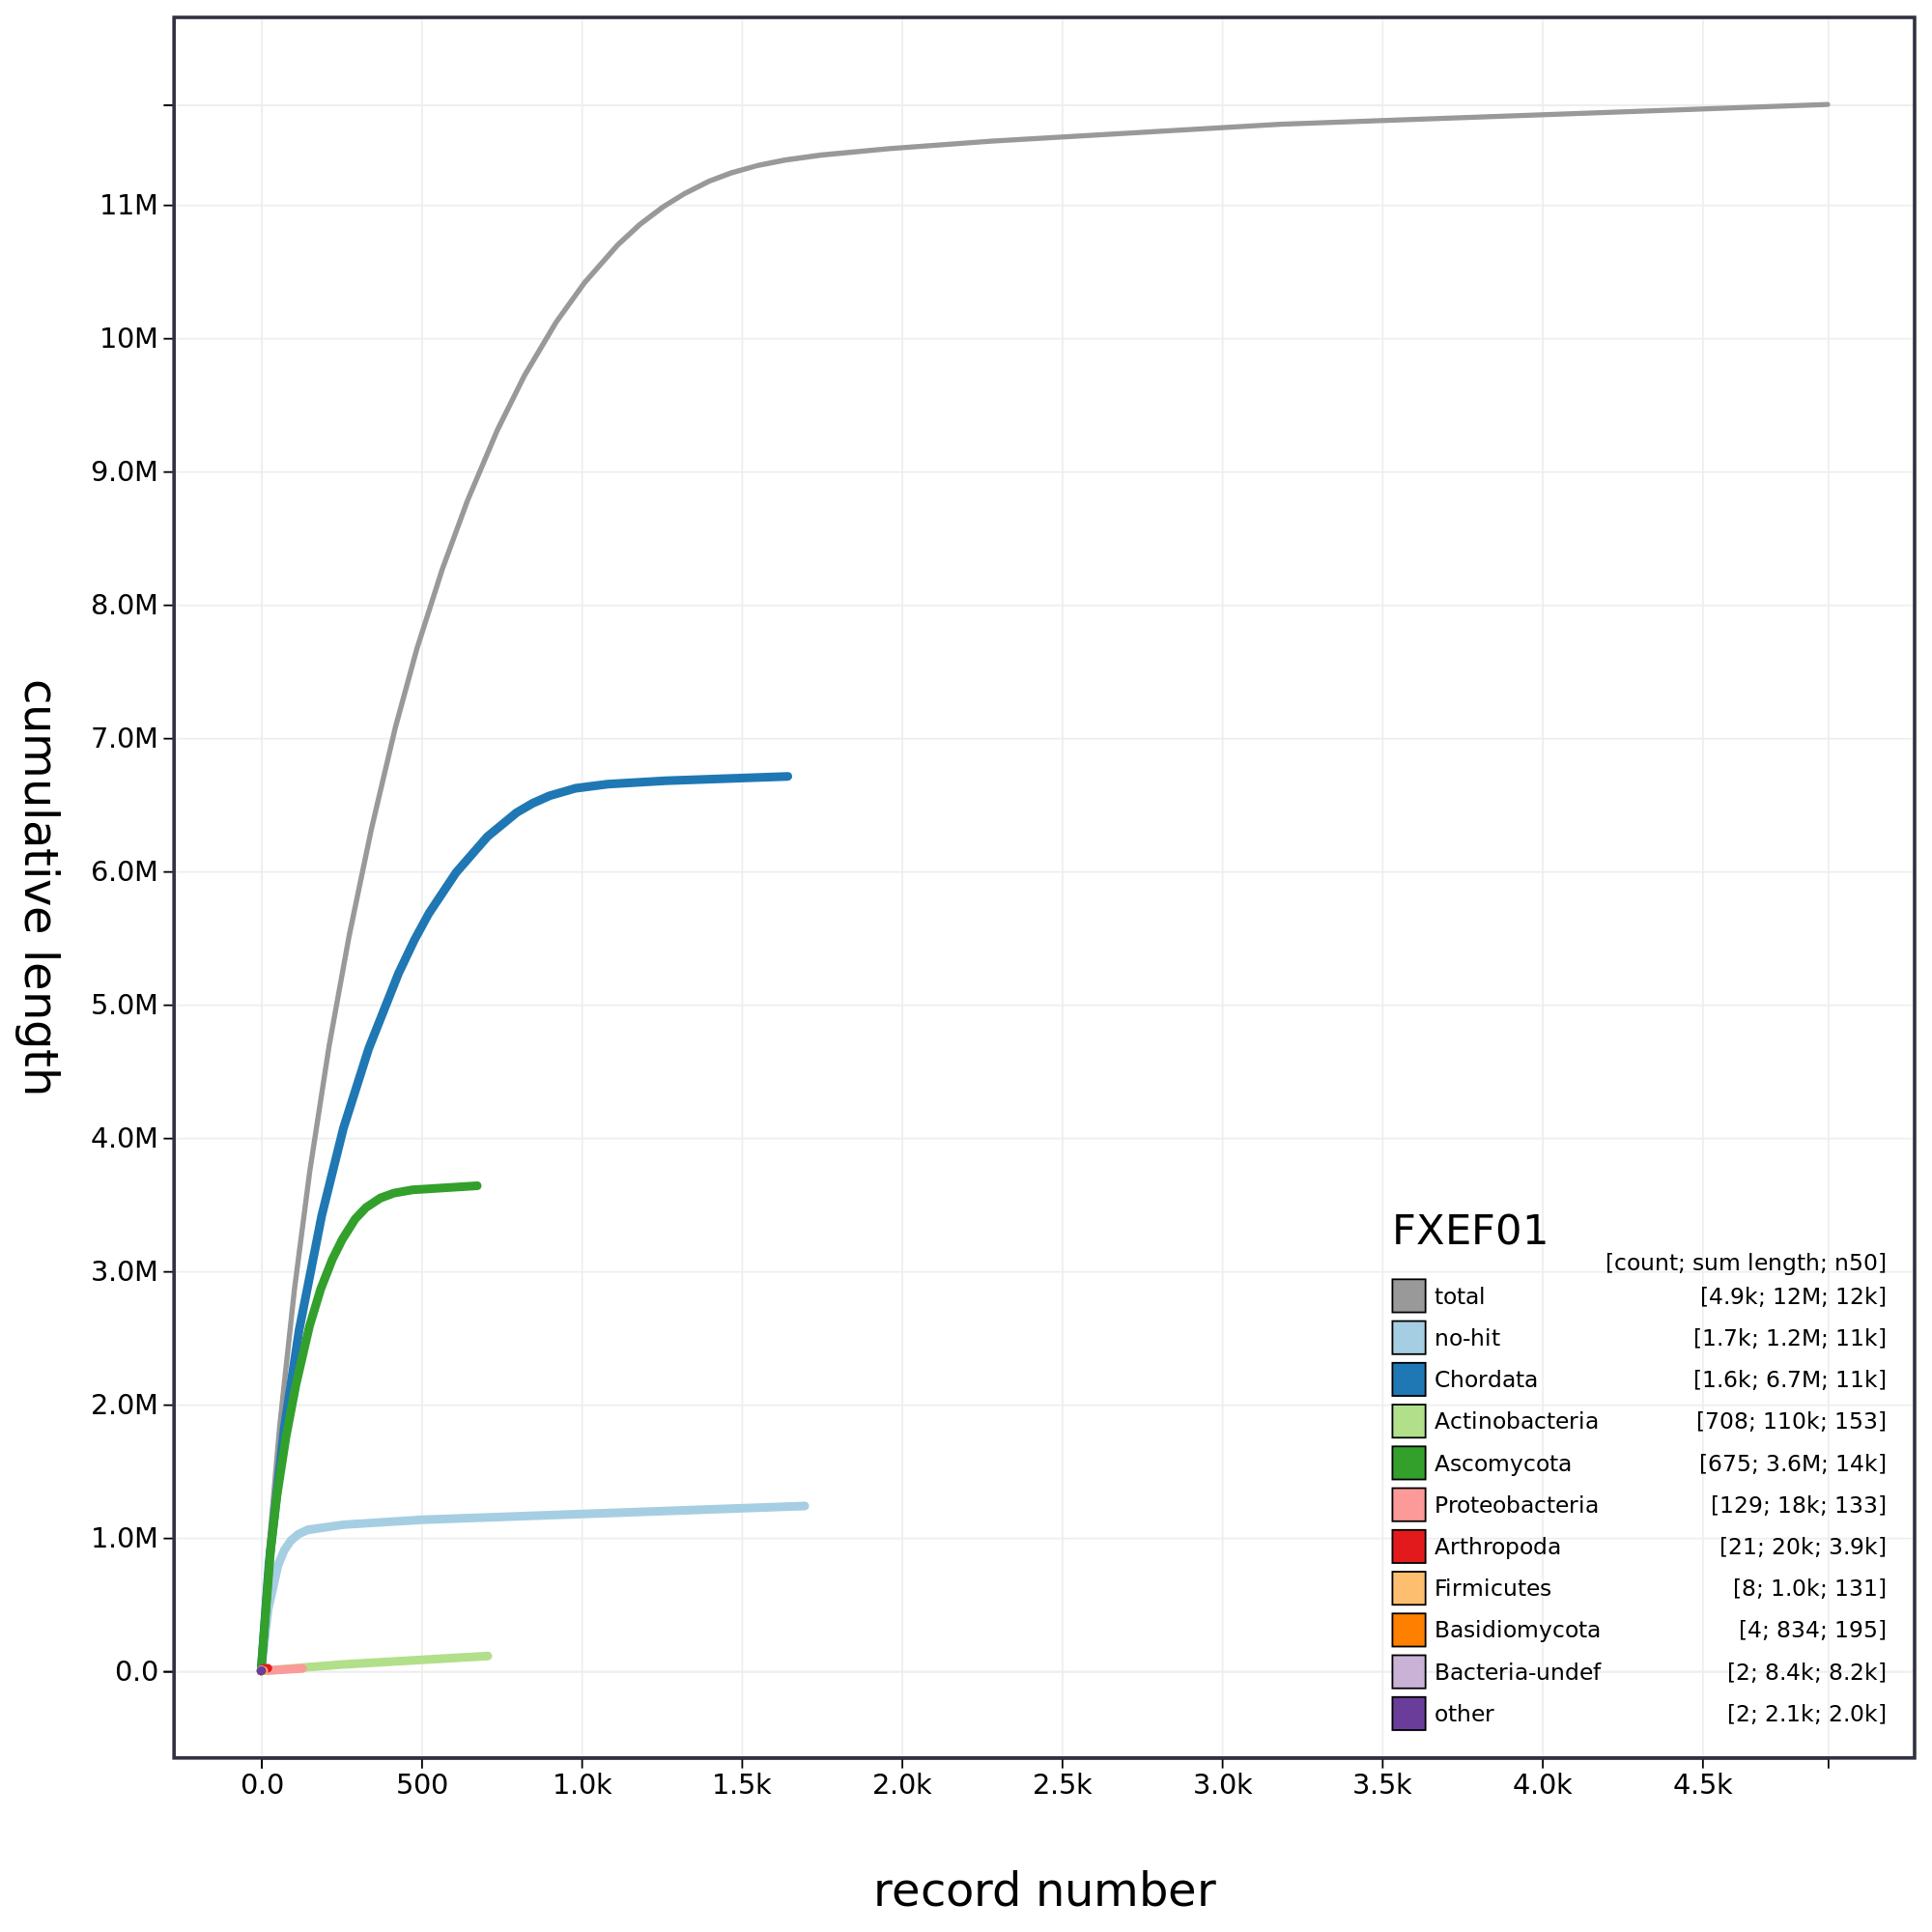 11M
10M
9.0M
8.0M
7.0M
6.0M
5.0M
4.0M
3.0M
2.0M
1.0M
0.0
cumulative length
FXEF01
[count; sum length; n50]
total [4.9k; 12M; 12k]
no-hit [1.7k; 1.2M; 11k]
Chordata [1.6k; 6.7M; 11k]
Actinobacteria [708; 110k; 153]
Ascomycota [675; 3.6M; 14k]
Proteobacteria [129; 18k; 133]
Arthropoda [21; 20k; 3.9k]
Firmicutes [8; 1.0k; 131]
Basidiomycota [4; 834; 195]
Bacteria-undef [2; 8.4k; 8.2k]
other [2; 2.1k; 2.0k]
0.0 500 1.0k 1.5k 2.0k 2.5k 3.0k 3.5k 4.0k 4.5k
record number